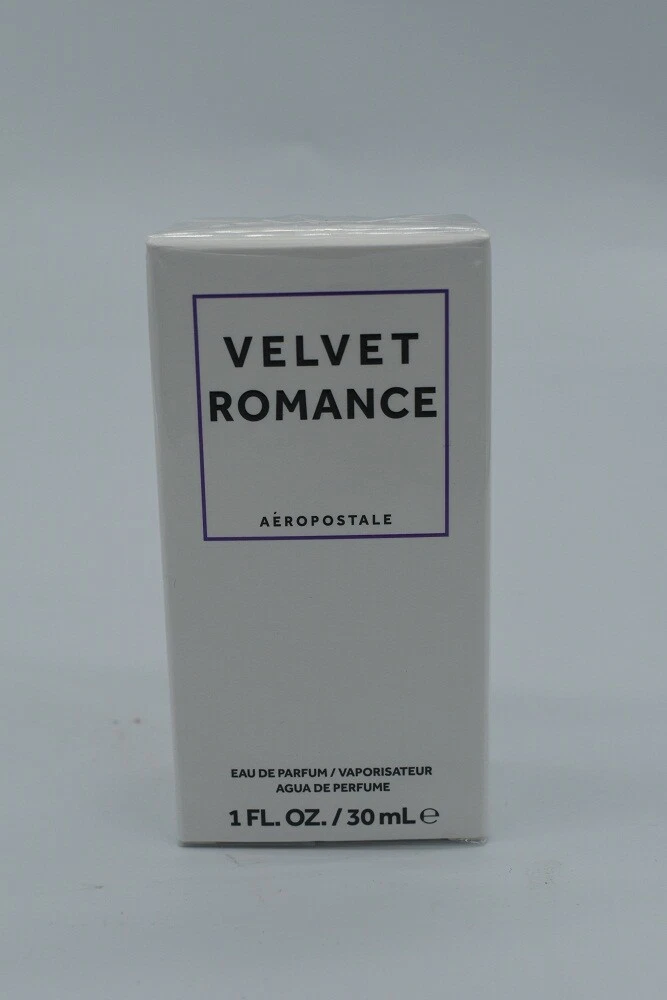 VELVET
ROMANCE
AÉROPOSTALE
EAU DE PARFUM / VAPORISATEUR
AGUA DE PERFUME
1 FL. OZ. / 30 mL ℮